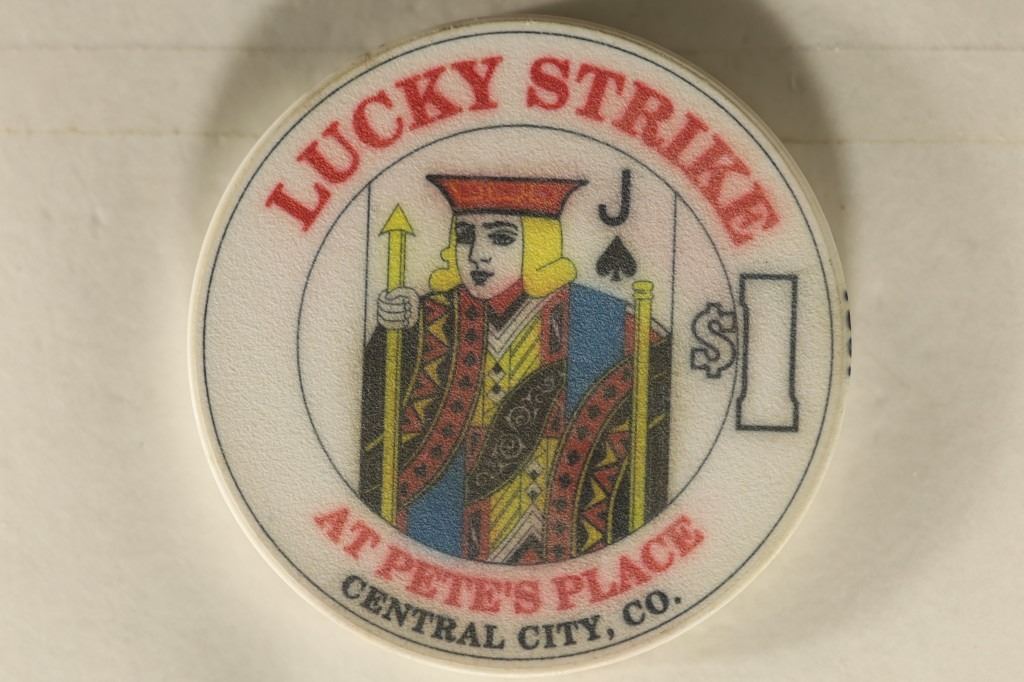 LUCKY STRIKE
J
$1
AT PETE'S PLACE
CENTRAL CITY, CO.